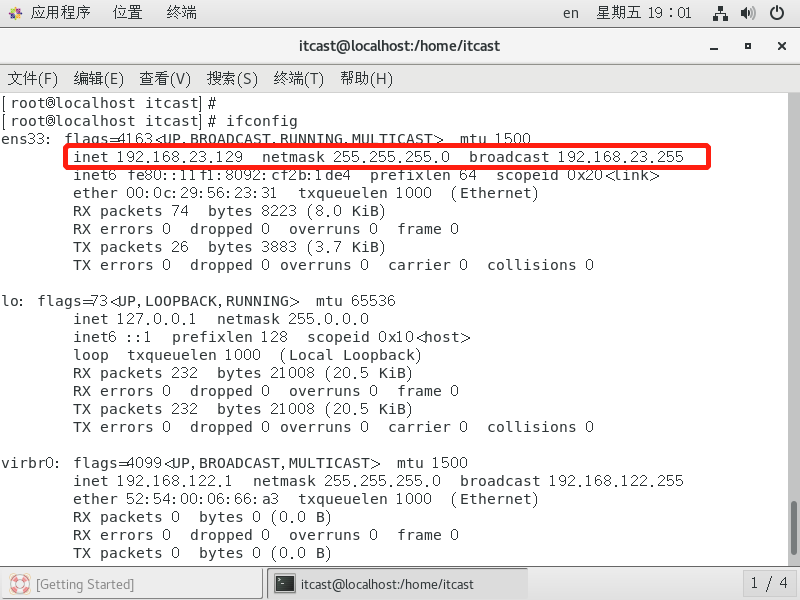 应用程序 位置 终端 en 星期五 19：01
itcast@localhost:/home/itcast
文件(F) 编辑(E) 查看(V) 搜索(S) 终端(T) 帮助(H)
[root@localhost itcast]#
[root@localhost itcast]# ifconfig
ens33: flags=4163<UP,BROADCAST,RUNNING,MULTICAST>  mtu 1500
inet 192.168.23.129  netmask 255.255.255.0  broadcast 192.168.23.255
inet6 fe80::11f1:8092:cf2b:1de4  prefixlen 64  scopeid 0x20<link>
ether 00:0c:29:56:23:31  txqueuelen 1000  (Ethernet)
RX packets 74  bytes 8223 (8.0 KiB)
RX errors 0  dropped 0  overruns 0  frame 0
TX packets 26  bytes 3883 (3.7 KiB)
TX errors 0  dropped 0 overruns 0  carrier 0  collisions 0
lo: flags=73<UP,LOOPBACK,RUNNING>  mtu 65536
inet 127.0.0.1  netmask 255.0.0.0
inet6 ::1  prefixlen 128  scopeid 0x10<host>
loop  txqueuelen 1000  (Local Loopback)
RX packets 232  bytes 21008 (20.5 KiB)
RX errors 0  dropped 0  overruns 0  frame 0
TX packets 232  bytes 21008 (20.5 KiB)
TX errors 0  dropped 0 overruns 0  carrier 0  collisions 0
virbr0: flags=4099<UP,BROADCAST,MULTICAST>  mtu 1500
inet 192.168.122.1  netmask 255.255.255.0  broadcast 192.168.122.255
ether 52:54:00:06:66:a3  txqueuelen 1000  (Ethernet)
RX packets 0  bytes 0 (0.0 B)
RX errors 0  dropped 0  overruns 0  frame 0
TX packets 0  bytes 0 (0.0 B)
[Getting Started] itcast@localhost:/home/itcast 1 / 4